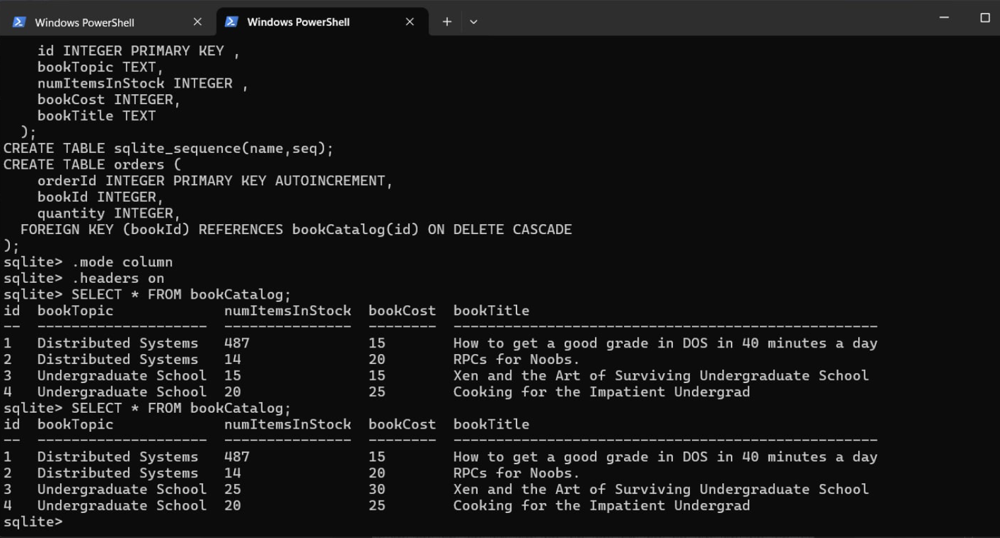 Windows PowerShell
Windows PowerShell
id INTEGER PRIMARY KEY ,
bookTopic TEXT,
numItemsInStock INTEGER ,
bookCost INTEGER,
bookTitle TEXT
);
CREATE TABLE sqlite_sequence(name,seq);
CREATE TABLE orders (
orderId INTEGER PRIMARY KEY AUTOINCREMENT,
bookId INTEGER,
quantity INTEGER,
FOREIGN KEY (bookId) REFERENCES bookCatalog(id) ON DELETE CASCADE
);
sqlite> .mode column
sqlite> .headers on
sqlite> SELECT * FROM bookCatalog;
id  bookTopic             numItemsInStock  bookCost  bookTitle
--  --------------------  ---------------  --------  --------------------------------------------------
1   Distributed Systems   487              15        How to get a good grade in DOS in 40 minutes a day
2   Distributed Systems   14               20        RPCs for Noobs.
3   Undergraduate School  15               15        Xen and the Art of Surviving Undergraduate School
4   Undergraduate School  20               25        Cooking for the Impatient Undergrad
sqlite> SELECT * FROM bookCatalog;
id  bookTopic             numItemsInStock  bookCost  bookTitle
--  --------------------  ---------------  --------  --------------------------------------------------
1   Distributed Systems   487              15        How to get a good grade in DOS in 40 minutes a day
2   Distributed Systems   14               20        RPCs for Noobs.
3   Undergraduate School  25               30        Xen and the Art of Surviving Undergraduate School
4   Undergraduate School  20               25        Cooking for the Impatient Undergrad
sqlite>